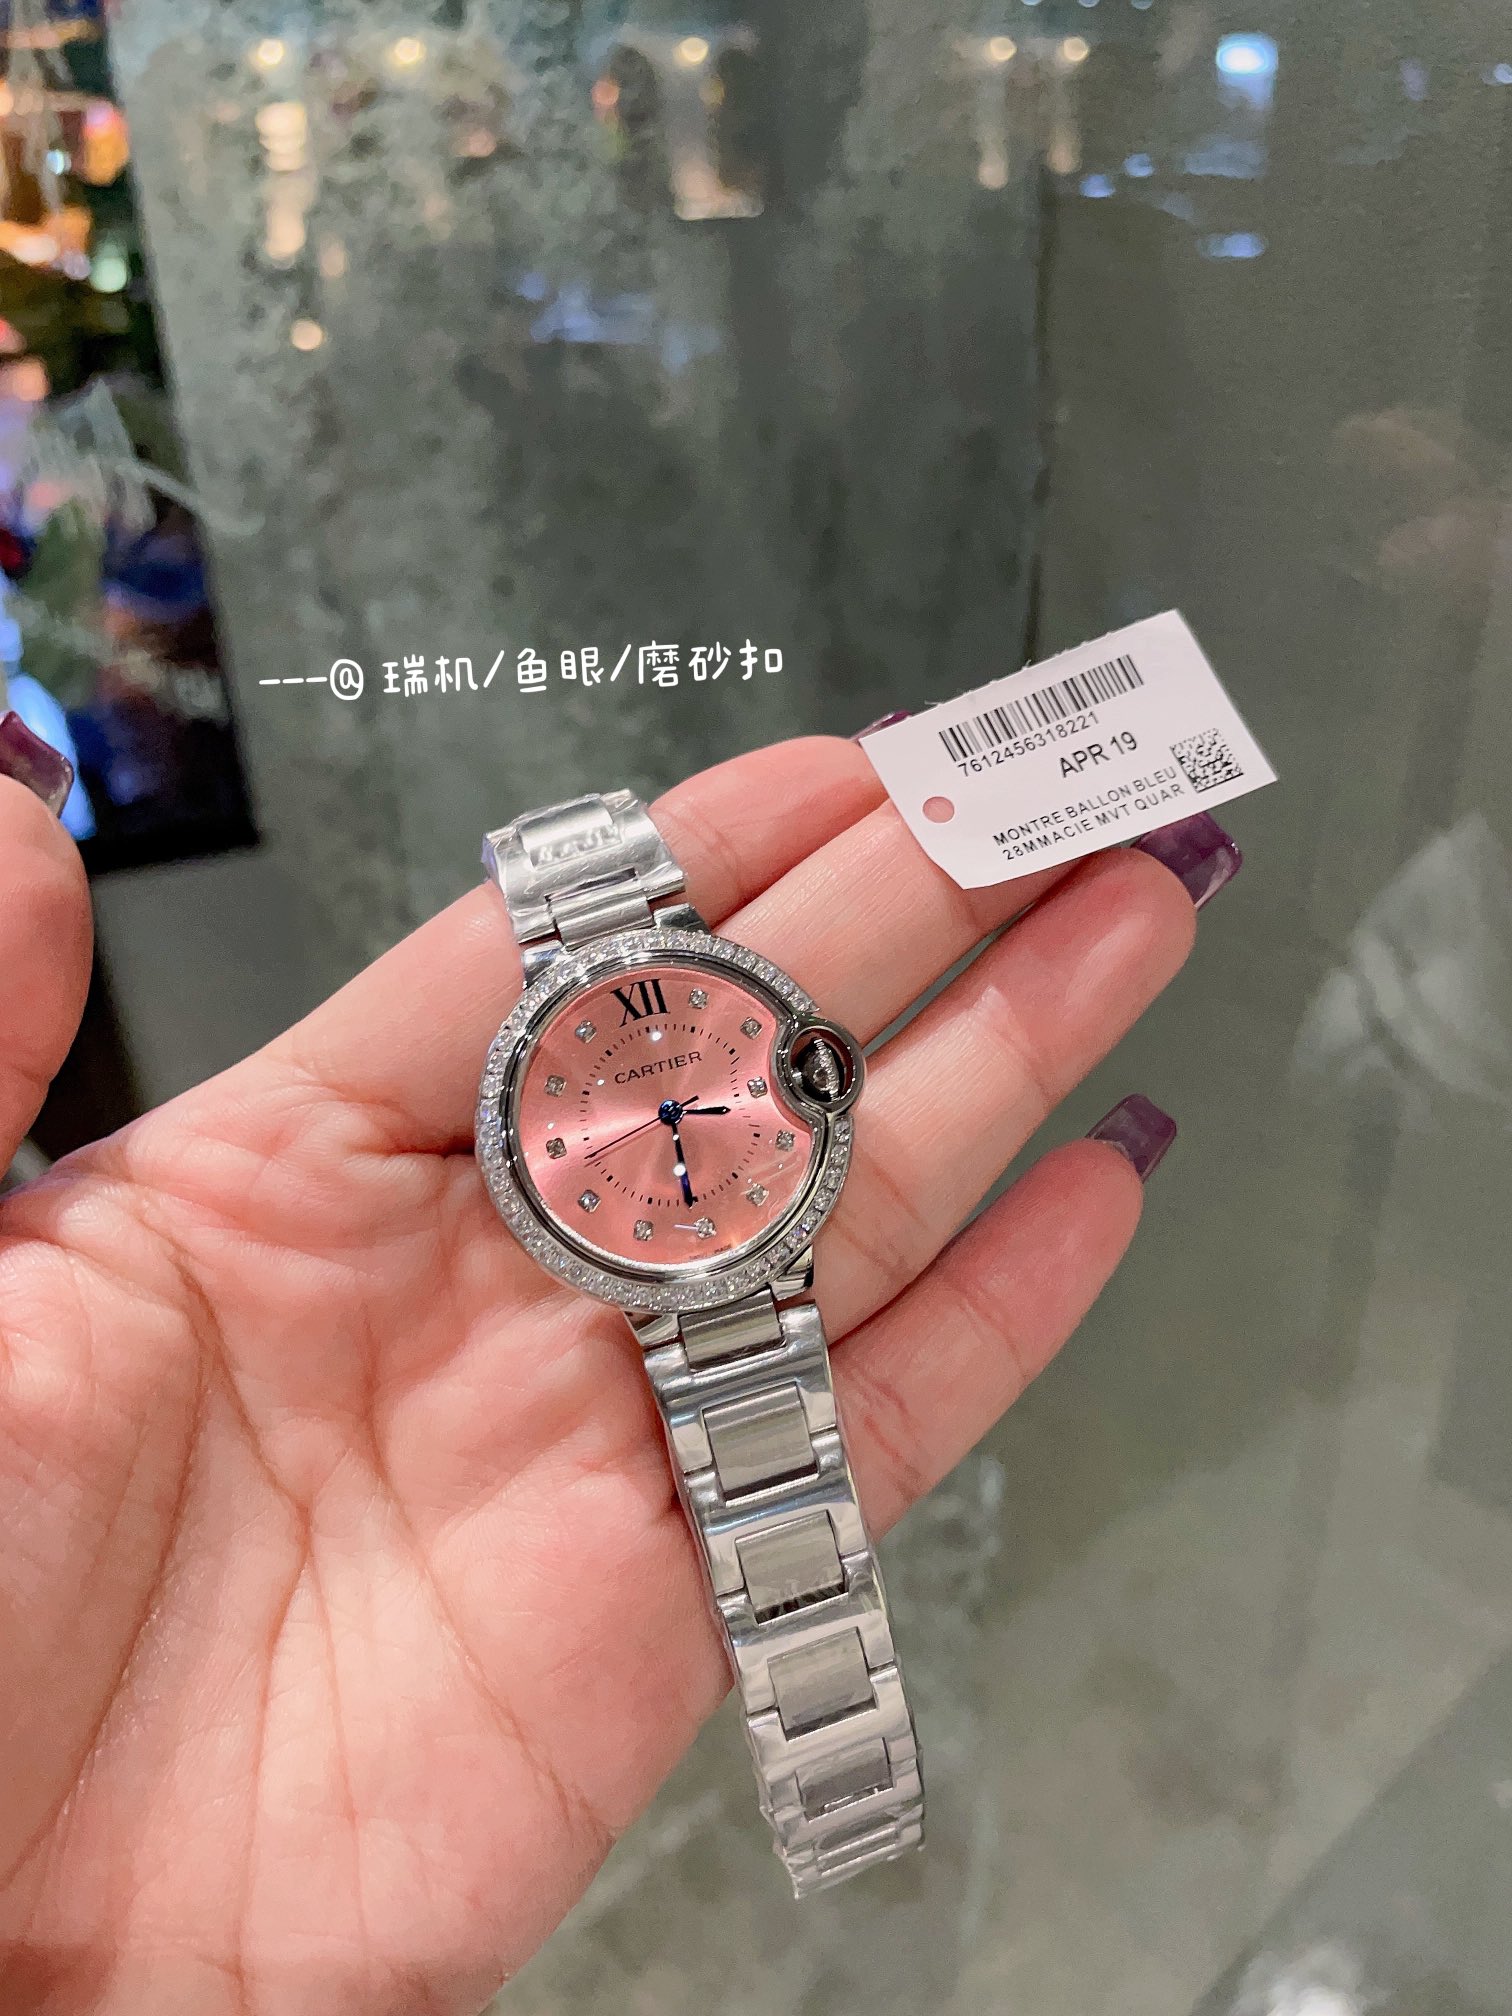 ---@ 瑞机/鱼眼/磨砂扣
7612456318221
APR 19
MONTRE BALLON BLEU
28MMACIE MVT QUAR
XII
CARTIER